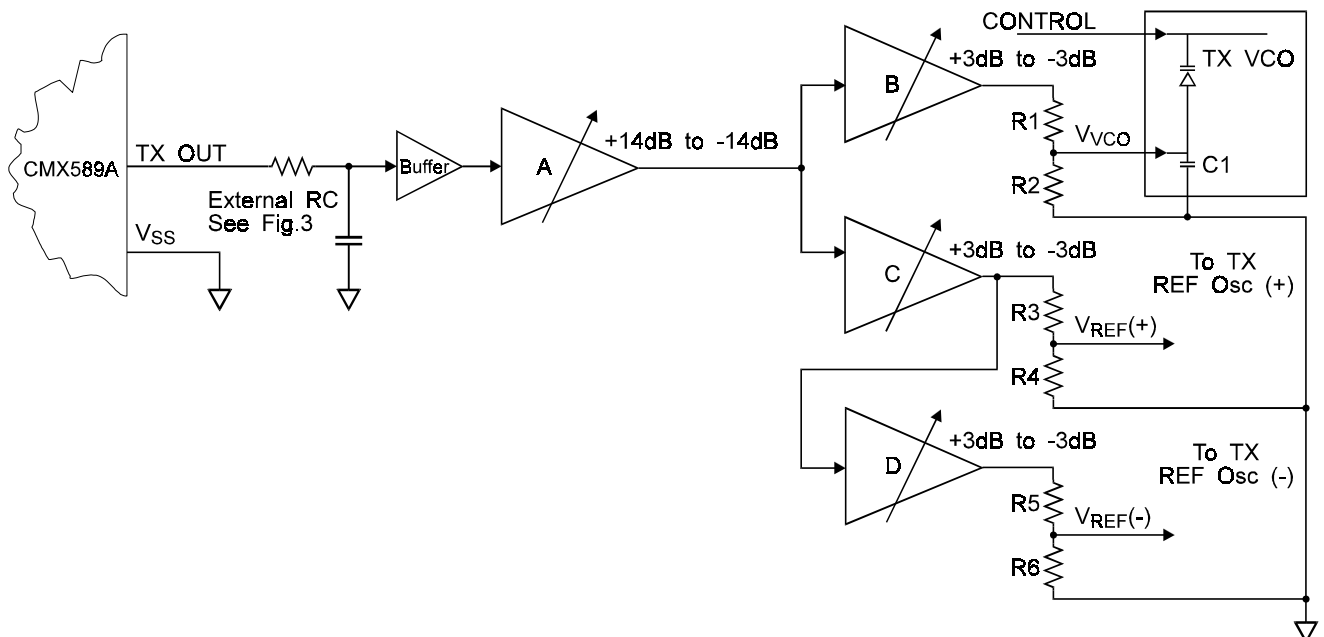 CONTROL
TX VCO
+3dB to -3dB
B
R1
TX OUT
+14dB to -14dB
VVCO
CMX589A
Buffer
A
C1
R2
External RC
See Fig.3
VSS
+3dB to -3dB
C
To TX
REF Osc (+)
R3
VREF(+)
R4
+3dB to -3dB
D
To TX
REF Osc (-)
R5
VREF(-)
R6